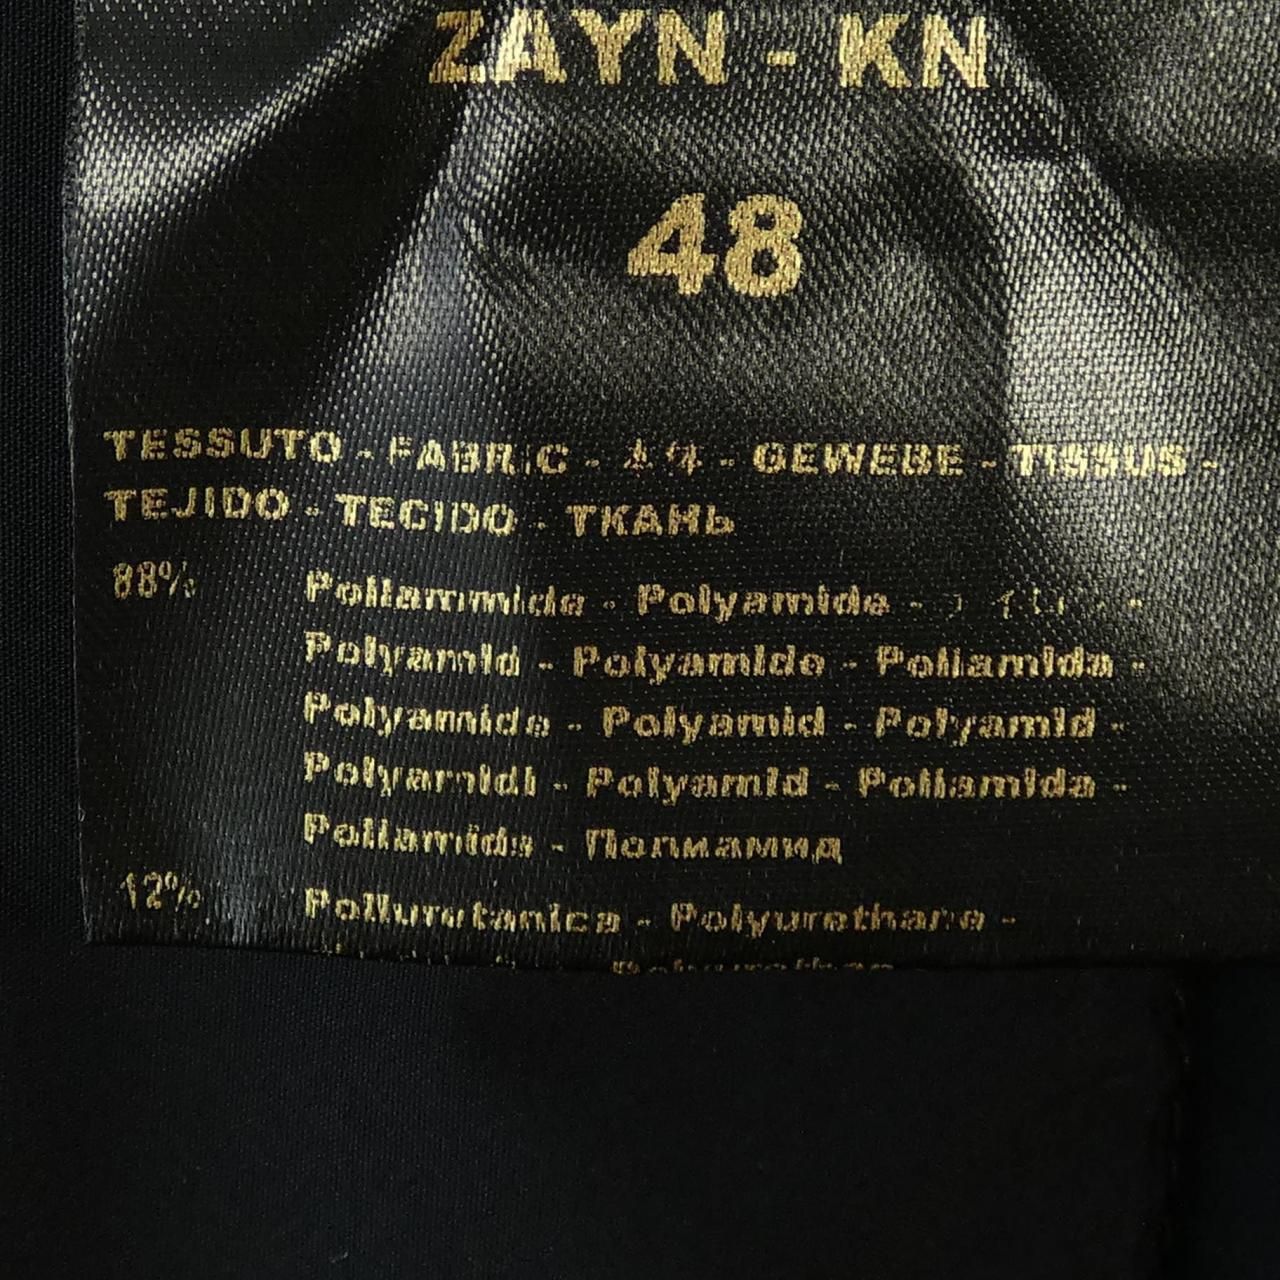 ZAYN - KN
48
TESSUTO - FABRIC - - GEWEBE - TISSUS -
TEJIDO - TECIDO - ТКАНЬ
88% Poliammide - Polyamide - -
Polyamid - Polyamide - Poliamida -
Polyamide - Polyamid - Polyamid -
Polyamidi - Polyamid - Poliamida -
Poliamida - Полиамид
12% Poliuretanica - Polyurethane -